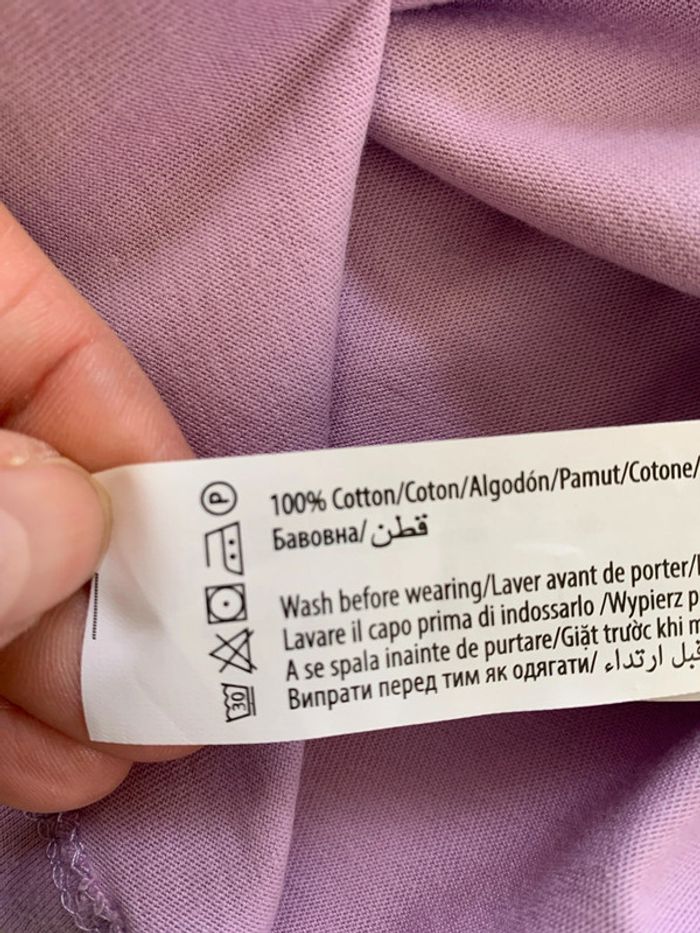 100% Cotton/Coton/Algodón/Pamut/Cotone/
Бавовна/قطن
Wash before wearing/Laver avant de porter/
Lavare il capo prima di indossarlo /Wypierz
A se spala inainte de purtare/Giặt trước khi
Випрати перед тим як одягати/ قبل ارتداء.
P
30